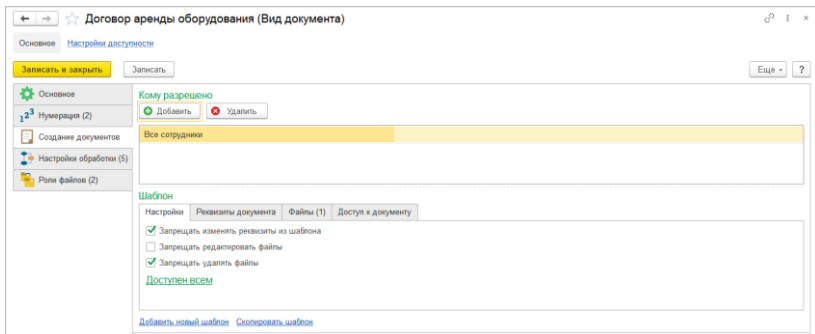 Договор аренды оборудования (Вид документа)
Основное Настройки доступности
Записать и закрыть Записать Еще ?
Основное
Нумерация (2)
Создание документов
Настройки обработки (5)
Роли файлов (2)
Кому разрешено
Добавить Удалить
Все сотрудники
Шаблон
Настройки Реквизиты документа Файлы (1) Доступ к документу
Запрещать изменять реквизиты из шаблона
Запрещать редактировать файлы
Запрещать удалять файлы
Доступен всем
Добавить новый шаблон Скопировать шаблон